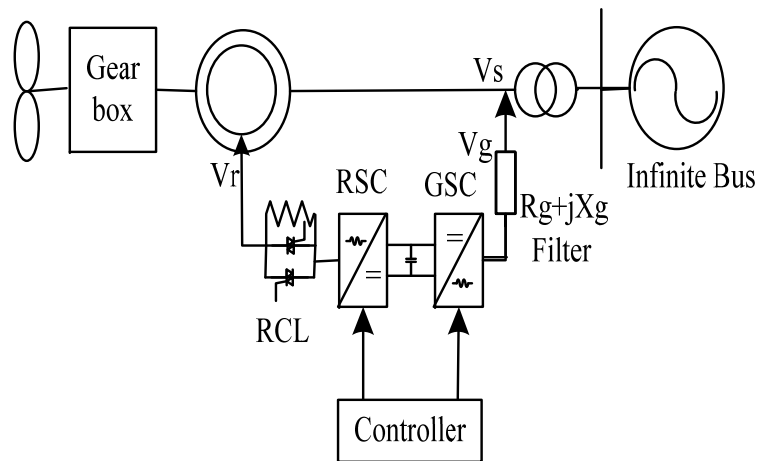 Gear
box
Vs
Vg
Vr
RSC
GSC
Infinite Bus
Rg+jXg
Filter
RCL
Controller